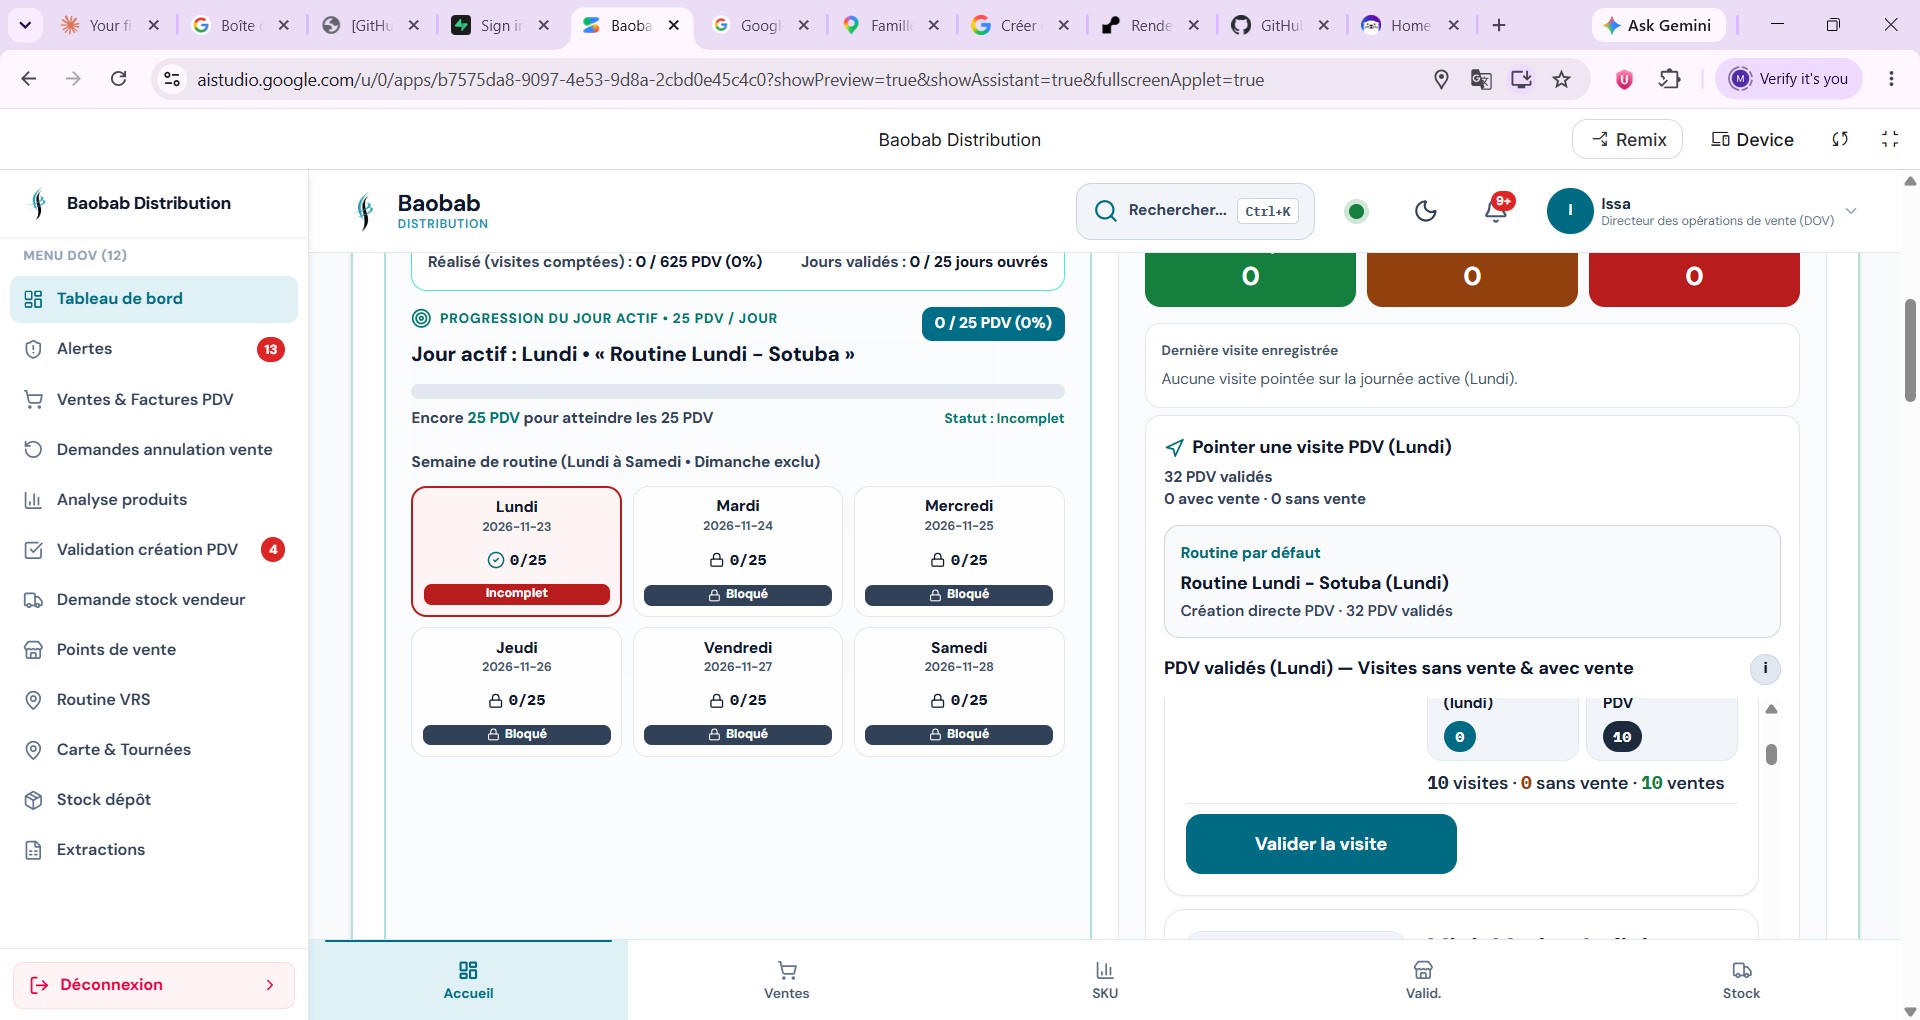 Your fi
Boîte
[GitHu
Sign in
Baoba
Googl
Famill
Créer
Rende
GitHu
Home
Ask Gemini
aistudio.google.com/u/0/apps/b7575da8-9097-4e53-9d8a-2cbd0e45c4c0?showPreview=true&showAssistant=true&fullscreenApplet=true
Verify it's you
Baobab Distribution
Remix
Device
Baobab Distribution
MENU DOV (12)
Tableau de bord
Alertes
13
Ventes & Factures PDV
Demandes annulation vente
Analyse produits
Validation création PDV
4
Demande stock vendeur
Points de vente
Routine VRS
Carte & Tournées
Stock dépôt
Extractions
Déconnexion
Baobab
DISTRIBUTION
Rechercher...
Ctrl+K
9+
I
Issa
Directeur des opérations de vente (DOV)
Réalisé (visites comptées) : 0 / 625 PDV (0%)
Jours validés : 0 / 25 jours ouvrés
PROGRESSION DU JOUR ACTIF • 25 PDV / JOUR
0 / 25 PDV (0%)
Jour actif : Lundi • « Routine Lundi - Sotuba »
Encore 25 PDV pour atteindre les 25 PDV
Statut : Incomplet
Semaine de routine (Lundi à Samedi • Dimanche exclu)
Lundi
2026-11-23
0/25
Incomplet
Mardi
2026-11-24
0/25
Bloqué
Mercredi
2026-11-25
0/25
Bloqué
Jeudi
2026-11-26
0/25
Bloqué
Vendredi
2026-11-27
0/25
Bloqué
Samedi
2026-11-28
0/25
Bloqué
0
0
0
Dernière visite enregistrée
Aucune visite pointée sur la journée active (Lundi).
Pointer une visite PDV (Lundi)
32 PDV validés
0 avec vente · 0 sans vente
Routine par défaut
Routine Lundi - Sotuba (Lundi)
Création directe PDV · 32 PDV validés
PDV validés (Lundi) — Visites sans vente & avec vente
i
(lundi)
0
PDV
10
10 visites · 0 sans vente · 10 ventes
Valider la visite
Accueil
Ventes
SKU
Valid.
Stock